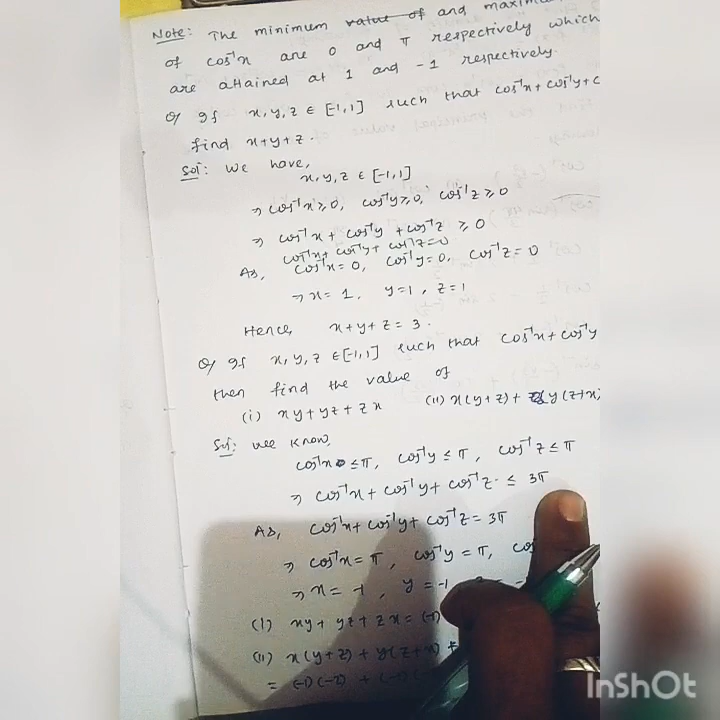 Note: The minimum value of and maxim
of cos⁻¹x are 0 and π respectively which
are attained at 1 and -1 respectively.
Q/ If x, y, z ∈ [-1,1] such that cos⁻¹x + cos⁻¹y + c
find x+y+z.
Sol: We have,
x, y, z ∈ [-1,1]
⇒ cos⁻¹x ≥ 0, cos⁻¹y ≥ 0, cos⁻¹z ≥ 0
⇒ cos⁻¹x + cos⁻¹y + cos⁻¹z ≥ 0
cos⁻¹x + cos⁻¹y + cos⁻¹z = 0
As, cos⁻¹x = 0, cos⁻¹y = 0, cos⁻¹z = 0
⇒ x = 1, y = 1, z = 1
Hence, x + y + z = 3.
Q/ If x, y, z ∈ [-1,1] such that cos⁻¹x + cos⁻¹y
then find the value of
(i) xy + yz + zx (ii) x(y+z) + y(z+x)
Sol: we know,
cos⁻¹x ≤ π, cos⁻¹y ≤ π, cos⁻¹z ≤ π
⇒ cos⁻¹x + cos⁻¹y + cos⁻¹z ≤ 3π
As, cos⁻¹x + cos⁻¹y + cos⁻¹z = 3π
⇒ cos⁻¹x = π, cos⁻¹y = π, cos
⇒ x = -1, y = -1
(i) xy + yz + zx = (-1)
(ii) x(y+z) + y(z+x) +
= (-1)(-2) + (-1)(
InShOt